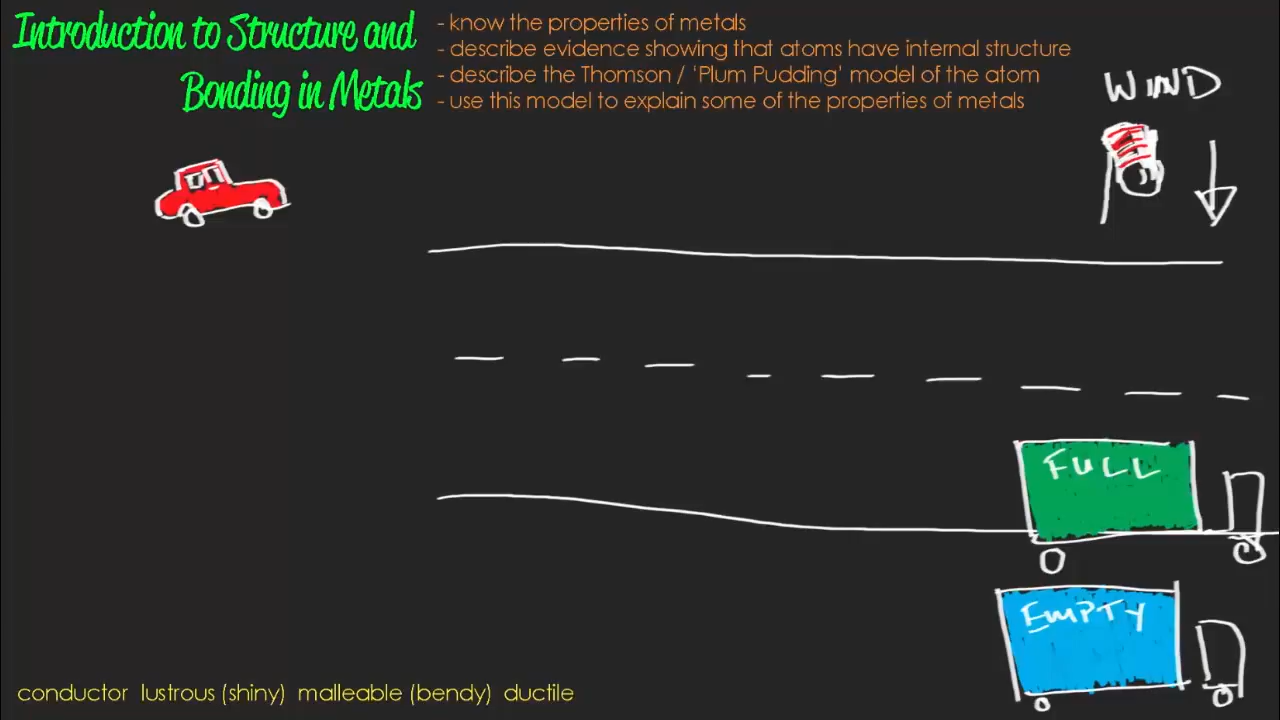 Introduction to Structure and
Bonding in Metals
- know the properties of metals
- describe evidence showing that atoms have internal structure
- describe the Thomson / ‘Plum Pudding’ model of the atom
- use this model to explain some of the properties of metals
WIND
FULL
EMPTY
conductor lustrous (shiny) malleable (bendy) ductile